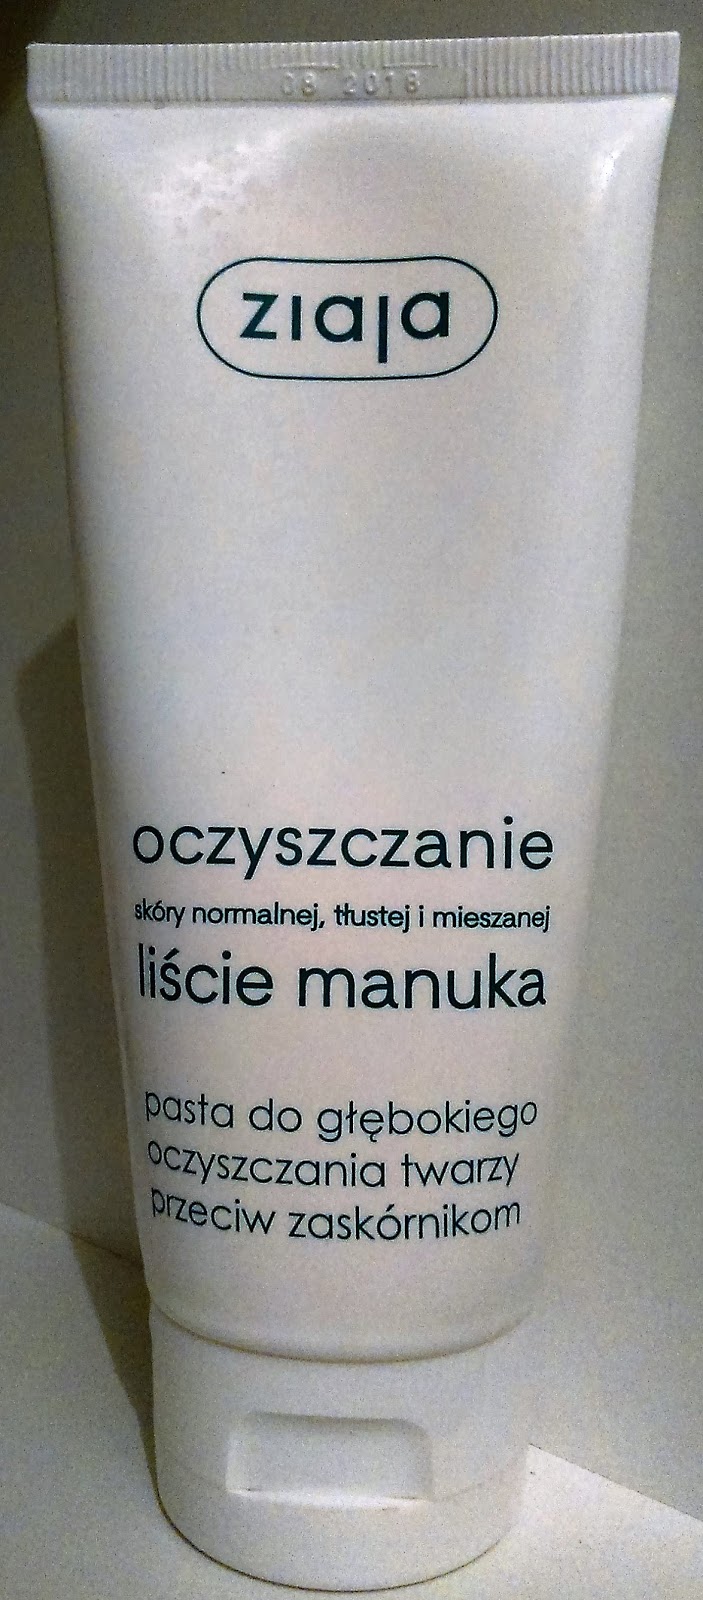 08 2018
ziaja
oczyszczanie
skóry normalnej, tłustej i mieszanej
liście manuka
pasta do głębokiego
oczyszczania twarzy
przeciw zaskórnikom